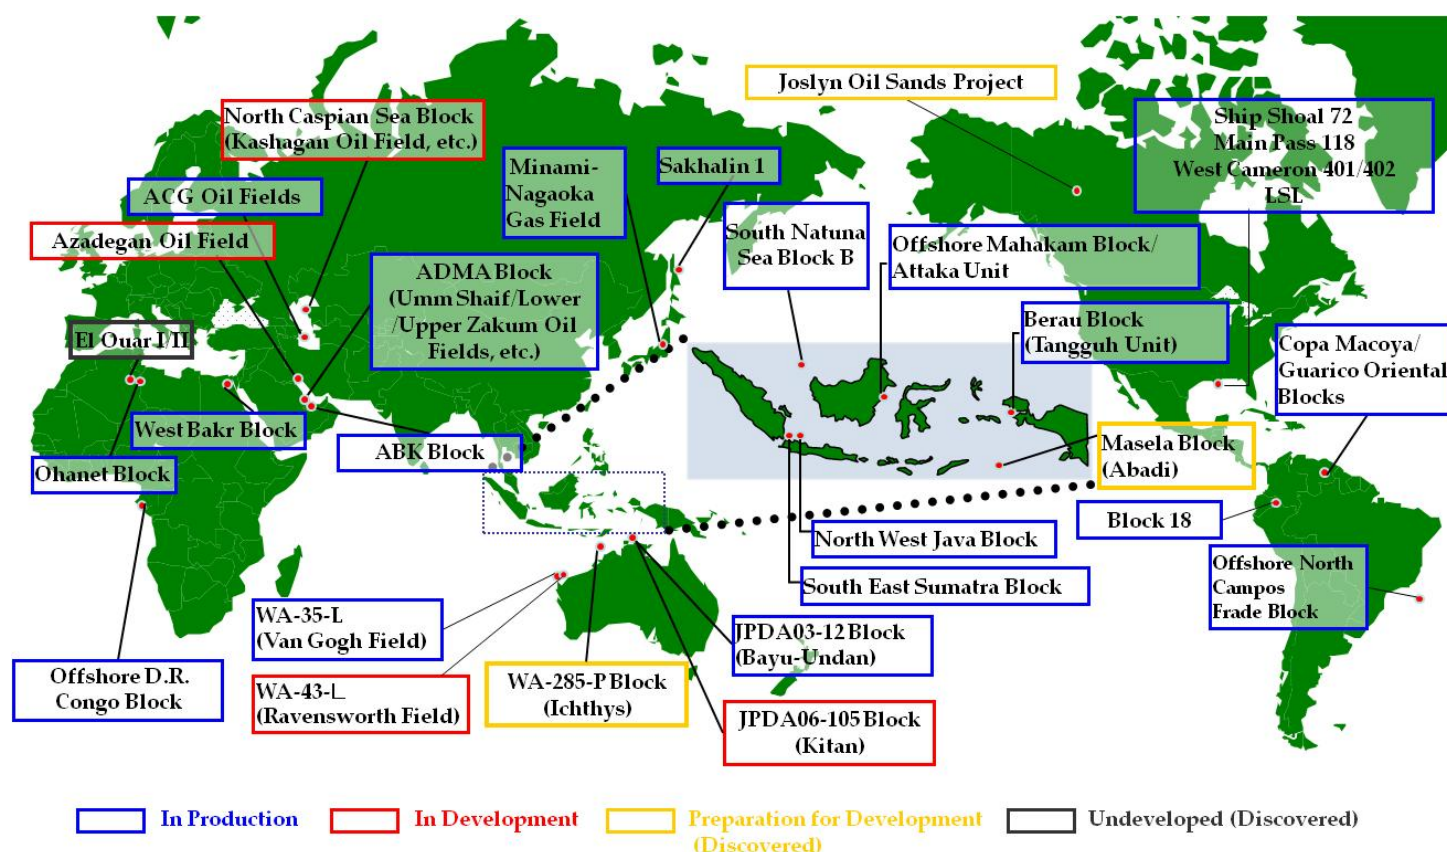 Joslyn Oil Sands Project
North Caspian Sea Block
(Kashagan Oil Field, etc.)
Ship Shoal 72
Main Pass 118
West Cameron 401/402
LSL
Minami-
Nagaoka
Gas Field
Sakhalin 1
ACG Oil Fields
Azadegan Oil Field
South Natuna
Sea Block B
Offshore Mahakam Block/
Attaka Unit
ADMA Block
(Umm Shaif/Lower
/Upper Zakum Oil
Fields, etc.)
El Ouar I/II
Berau Block
(Tangguh Unit)
Copa Macoya/
Guarico Oriental
Blocks
West Bakr Block
ABK Block
Ohanet Block
Masela Block
(Abadi)
Block 18
North West Java Block
South East Sumatra Block
Offshore North
Campos
Frade Block
WA-35-L
(Van Gogh Field)
JPDA03-12 Block
(Bayu-Undan)
Offshore D.R.
Congo Block
WA-43-L
(Ravensworth Field)
WA-285-P Block
(Ichthys)
JPDA06-105 Block
(Kitan)
In Production
In Development
Preparation for Development
(Discovered)
Undeveloped (Discovered)